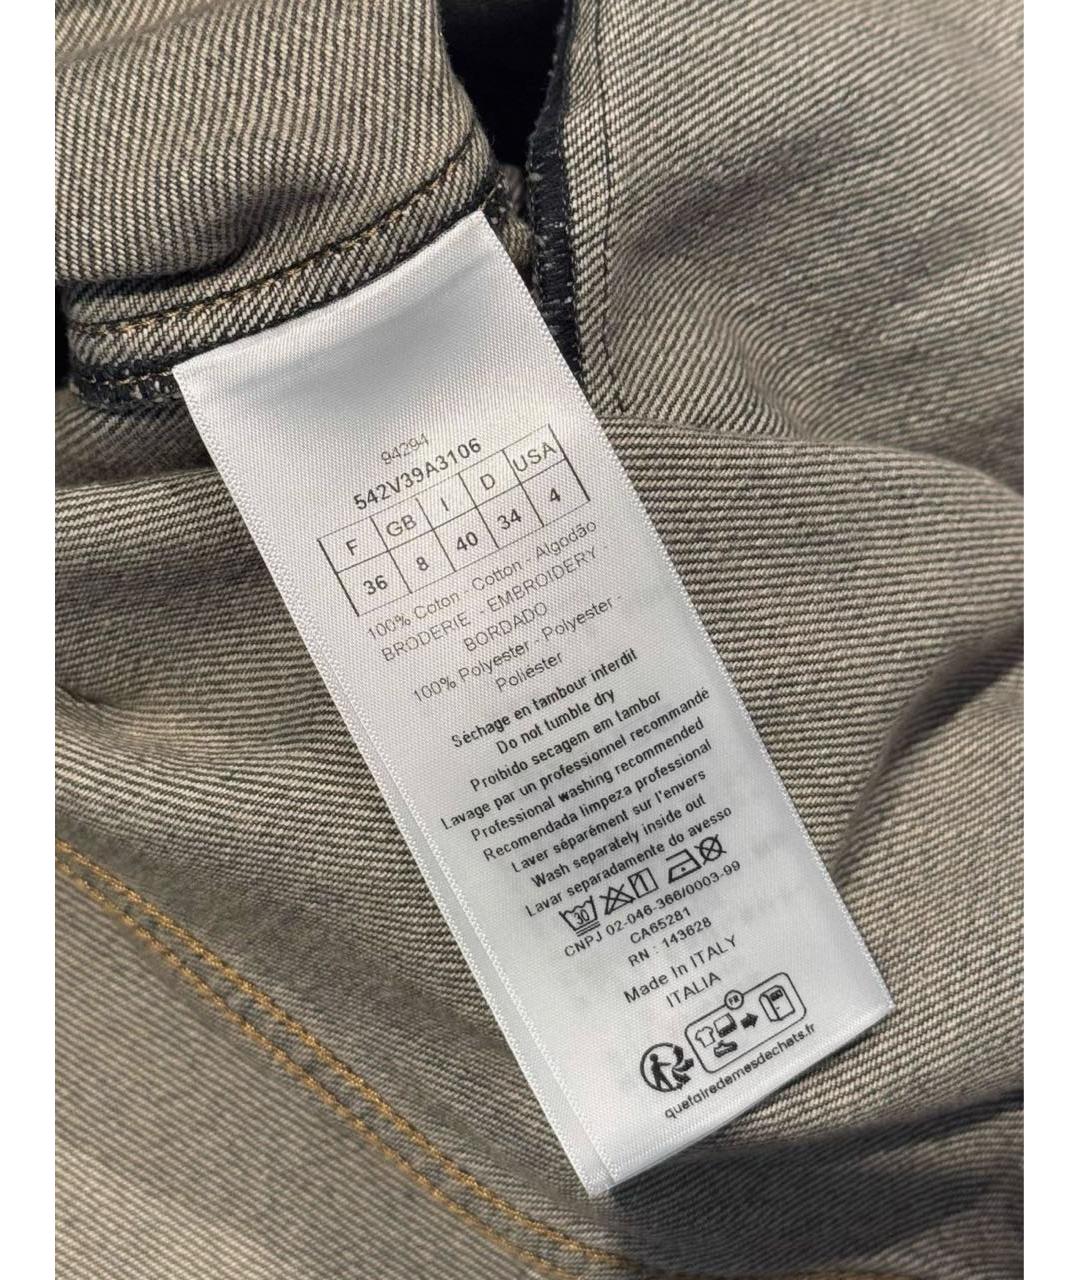 94294
542V39A3106
F GB I D USA
36 8 40 34 4
100% Coton - Cotton - Algodão
BRODERIE - EMBROIDERY -
BORDADO
100% Polyester - Polyester -
Poliéster
Séchage en tambour interdit
Do not tumble dry
Proibido secagem em tambor
Lavage par un professionnel recommandé
Professional washing recommended
Recomendada limpeza professional
Laver séparément sur l'envers
Wash separately inside out
Lavar separadamente do avesso
30
CNPJ 02-046-366/0003-99
CA65281
RN : 143628
Made In ITALY
ITALIA
FR
quefairedemesdechets.fr